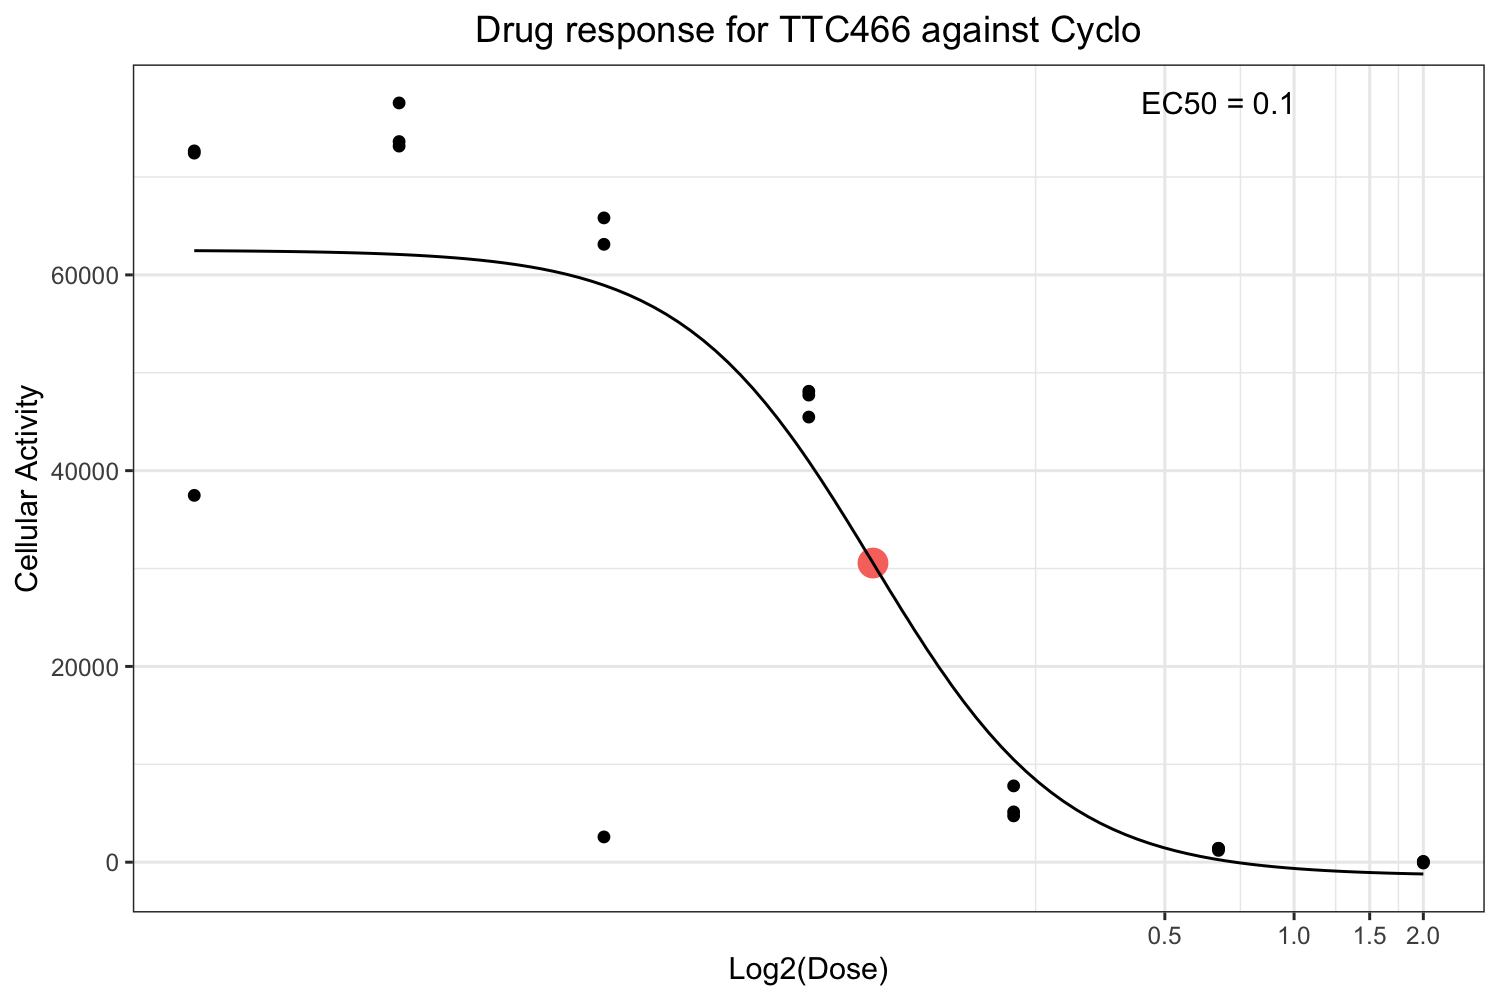 Drug response for TTC466 against Cyclo
EC50 = 0.1
60000
40000
20000
0
Cellular Activity
0.5 1.0 1.5 2.0
Log2(Dose)